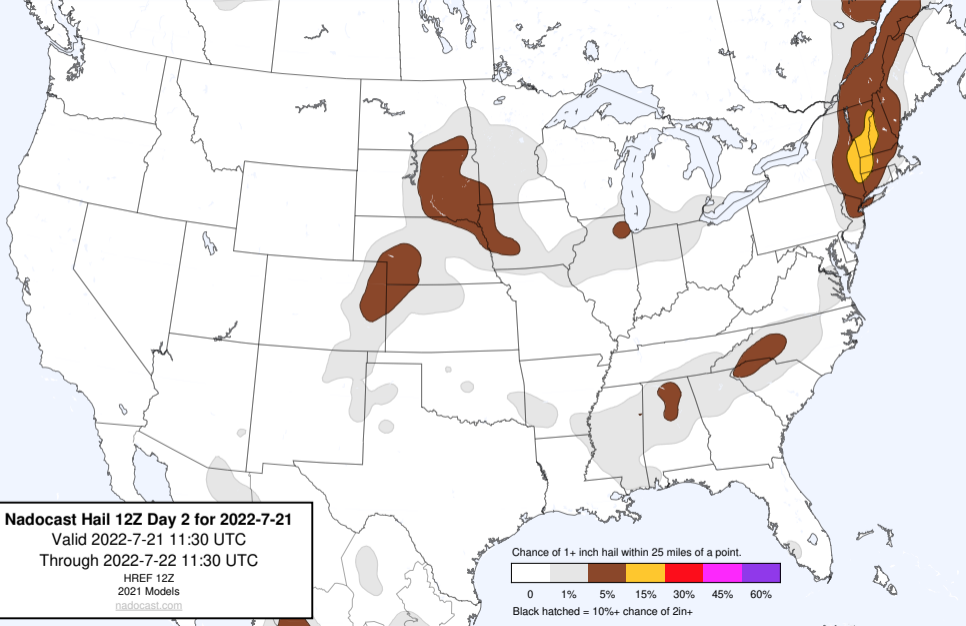 Nadocast Hail 12Z Day 2 for 2022-7-21
Valid 2022-7-21 11:30 UTC
Through 2022-7-22 11:30 UTC
HREF 12Z
2021 Models
nadocast.com
Chance of 1+ inch hail within 25 miles of a point.
0 1% 5% 15% 30% 45% 60%
Black hatched = 10%+ chance of 2in+